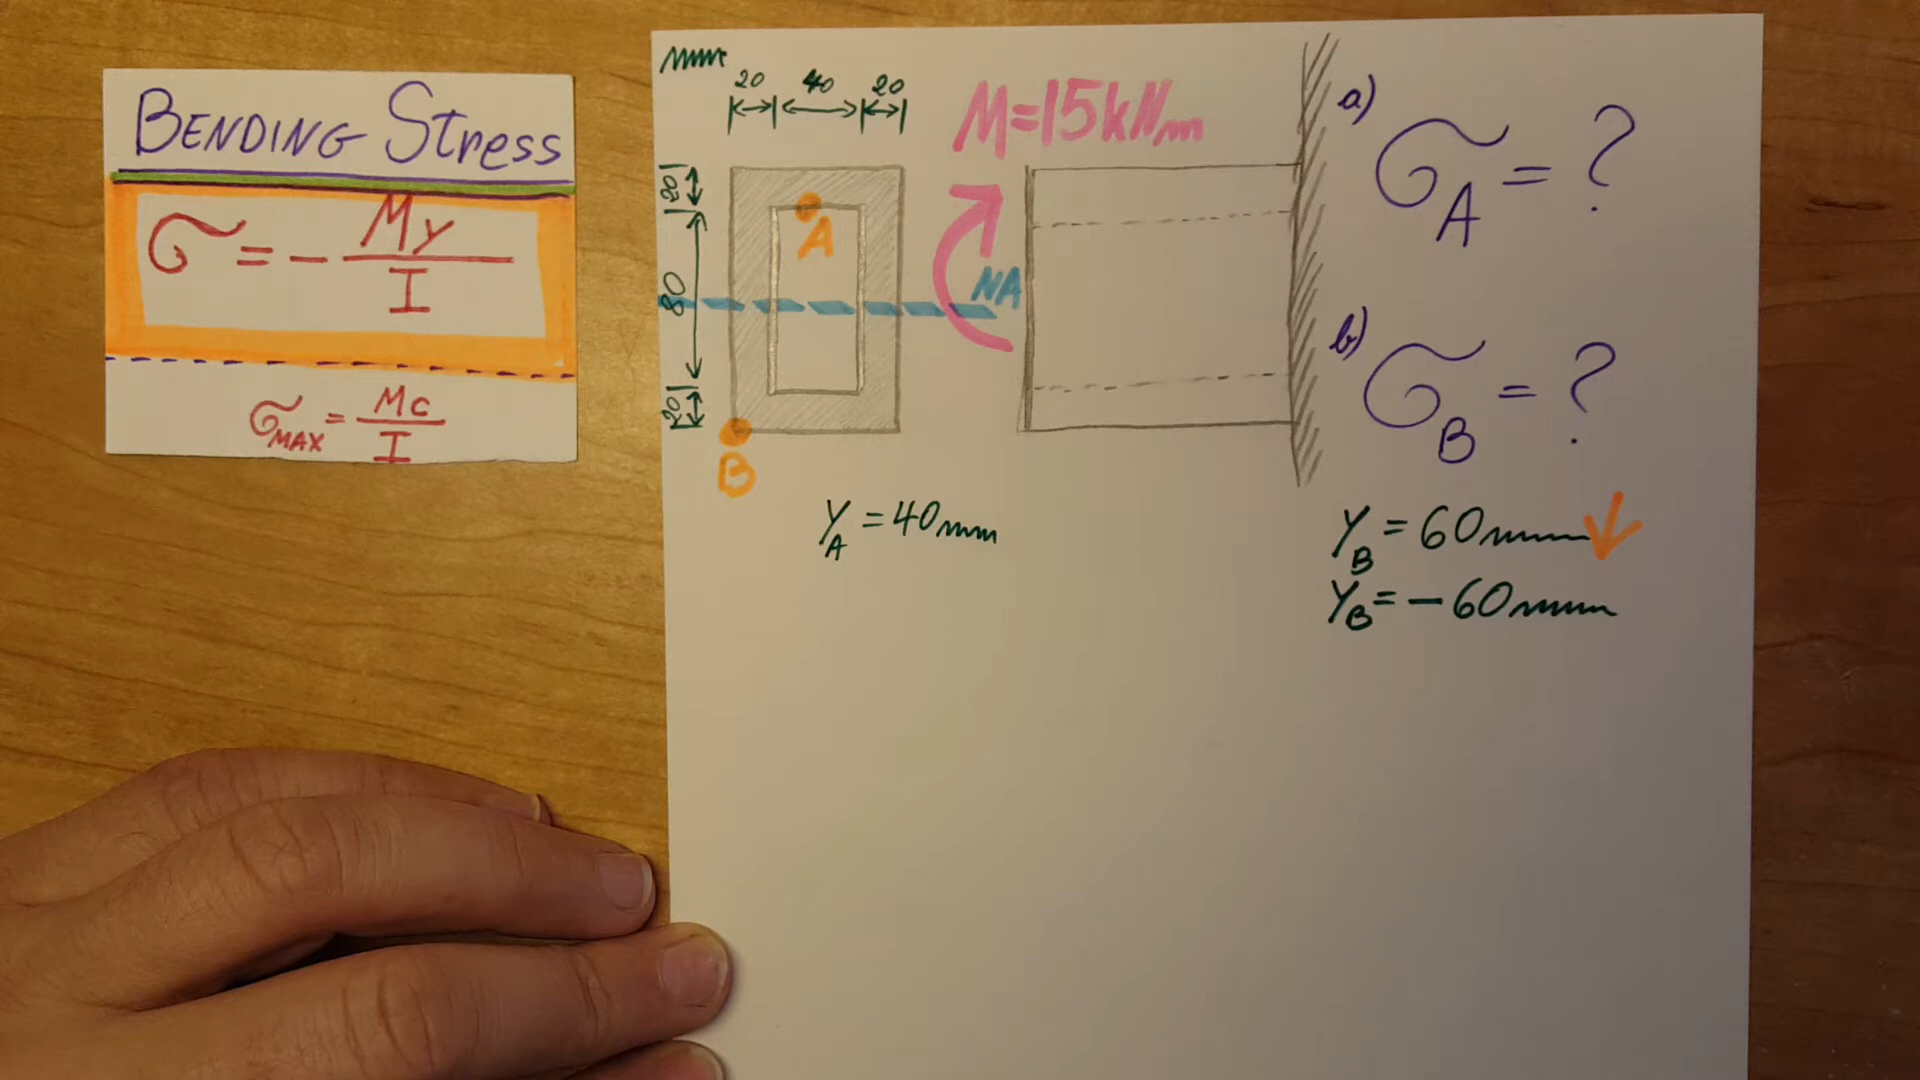 BENDING Stress
σ = - My / I
σMAX = Mc / I
mm
20 40 20
20
80
20
A
B
NA
M=15kNm
a) σA = ?
b) σB = ?
yA = 40mm
yB = 60mm ↓
yB = -60mm